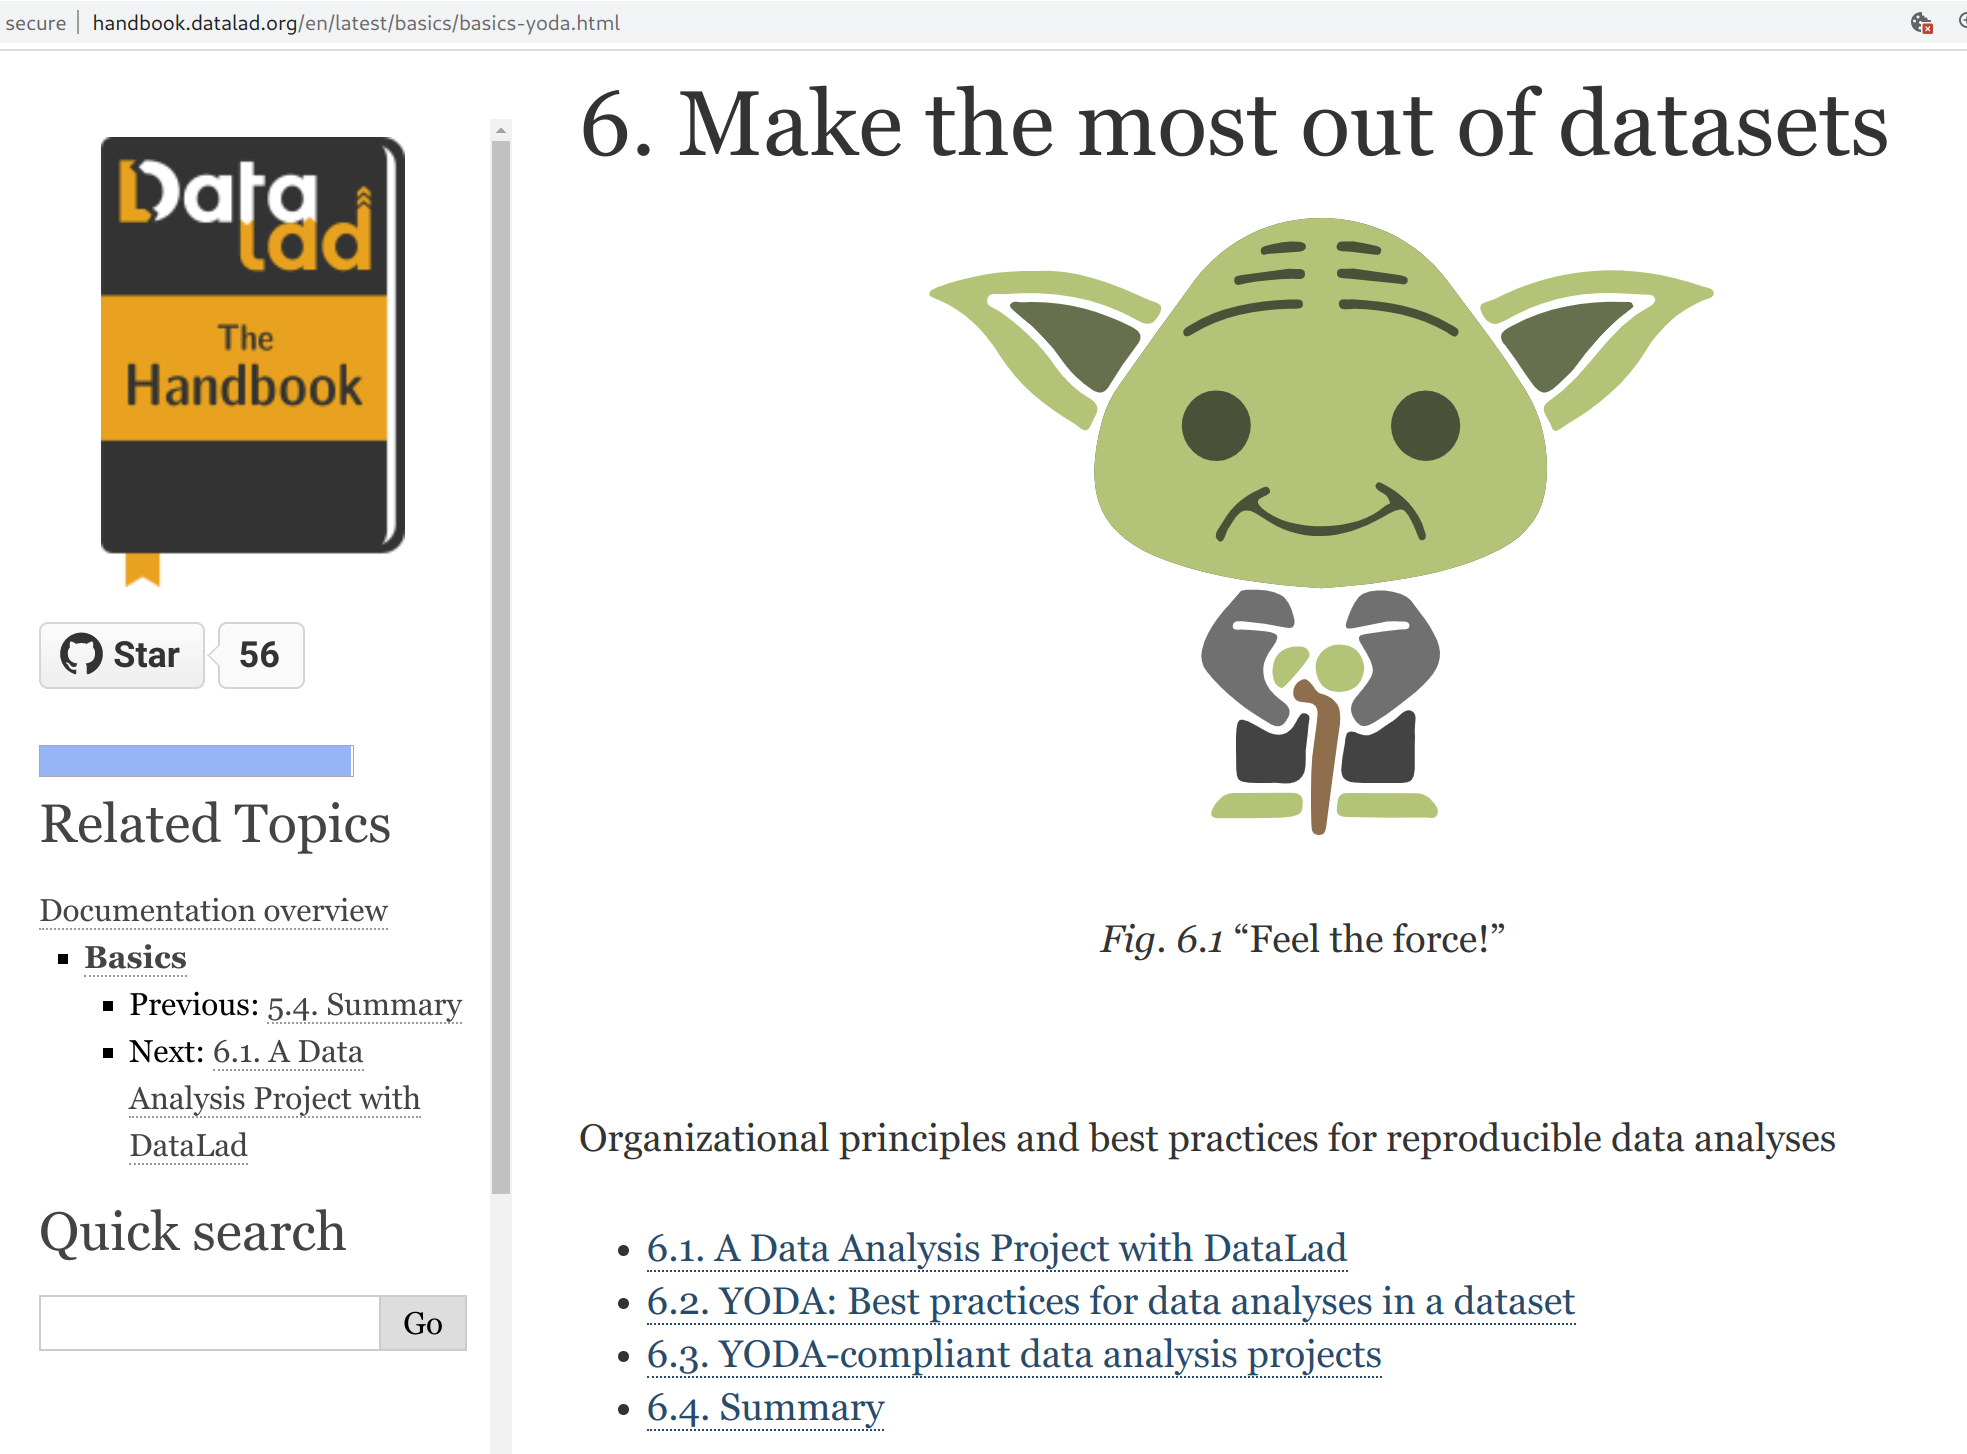 secure | handbook.datalad.org/en/latest/basics/basics-yoda.html
Data
lad
The
Handbook
Star 56
Related Topics
Documentation overview
Basics
Previous: 5.4. Summary
Next: 6.1. A Data
Analysis Project with
DataLad
Quick search
Go
6. Make the most out of datasets
Fig. 6.1 “Feel the force!”
Organizational principles and best practices for reproducible data analyses
6.1. A Data Analysis Project with DataLad
6.2. YODA: Best practices for data analyses in a dataset
6.3. YODA-compliant data analysis projects
6.4. Summary